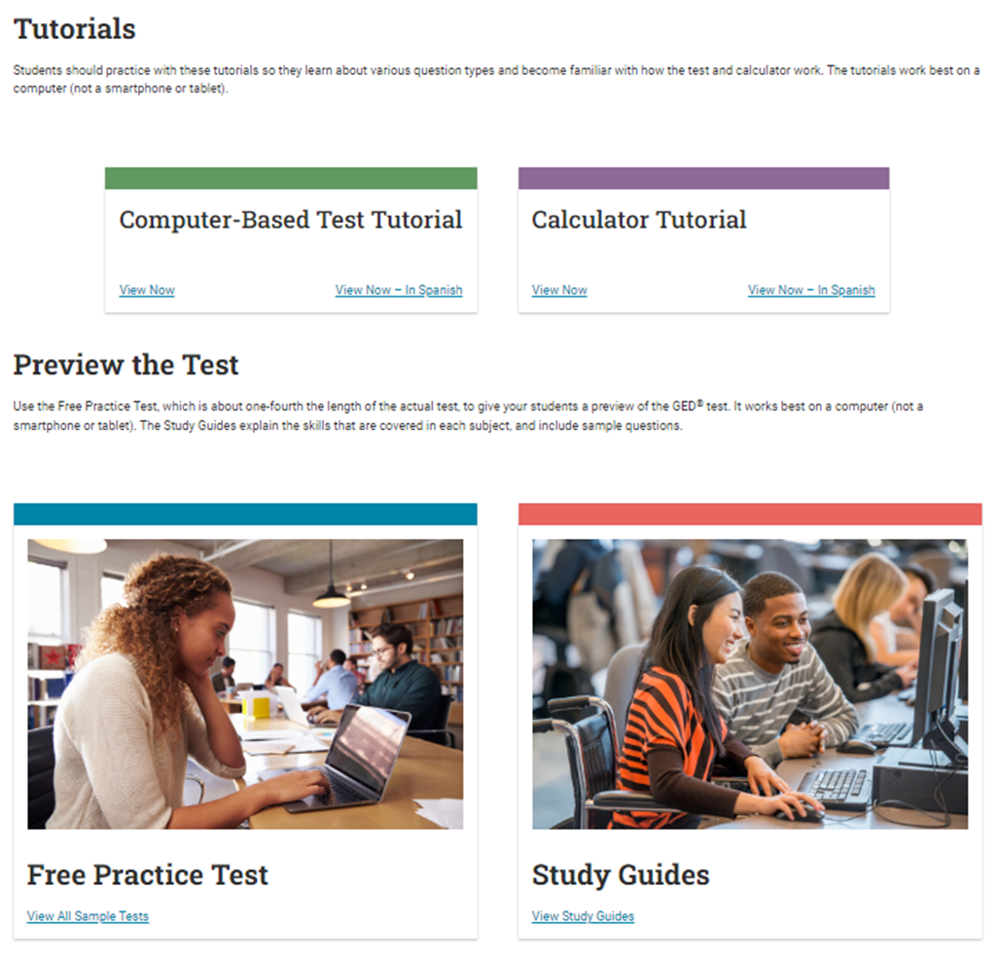 Tutorials
Students should practice with these tutorials so they learn about various question types and become familiar with how the test and calculator work. The tutorials work best on a
computer (not a smartphone or tablet).
Computer-Based Test Tutorial
View Now
View Now – In Spanish
Calculator Tutorial
View Now
View Now – In Spanish
Preview the Test
Use the Free Practice Test, which is about one-fourth the length of the actual test, to give your students a preview of the GED® test. It works best on a computer (not a
smartphone or tablet). The Study Guides explain the skills that are covered in each subject, and include sample questions.
Free Practice Test
View All Sample Tests
Study Guides
View Study Guides